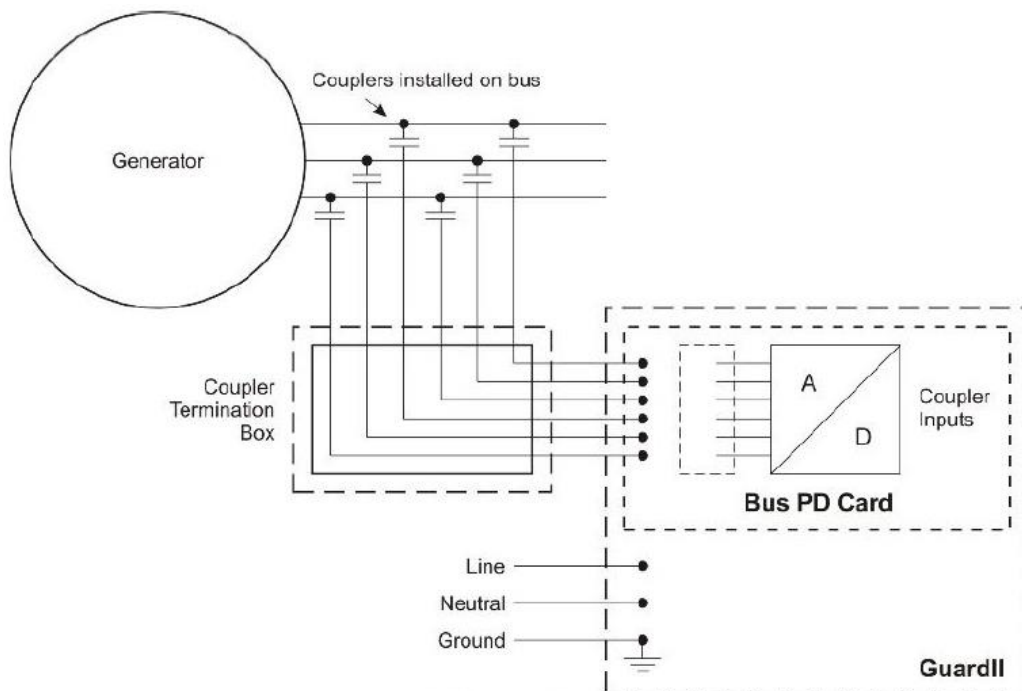 Couplers installed on bus
Generator
Coupler
Termination
Box
A
D
Coupler
Inputs
Bus PD Card
Line
Neutral
Ground
GuardII